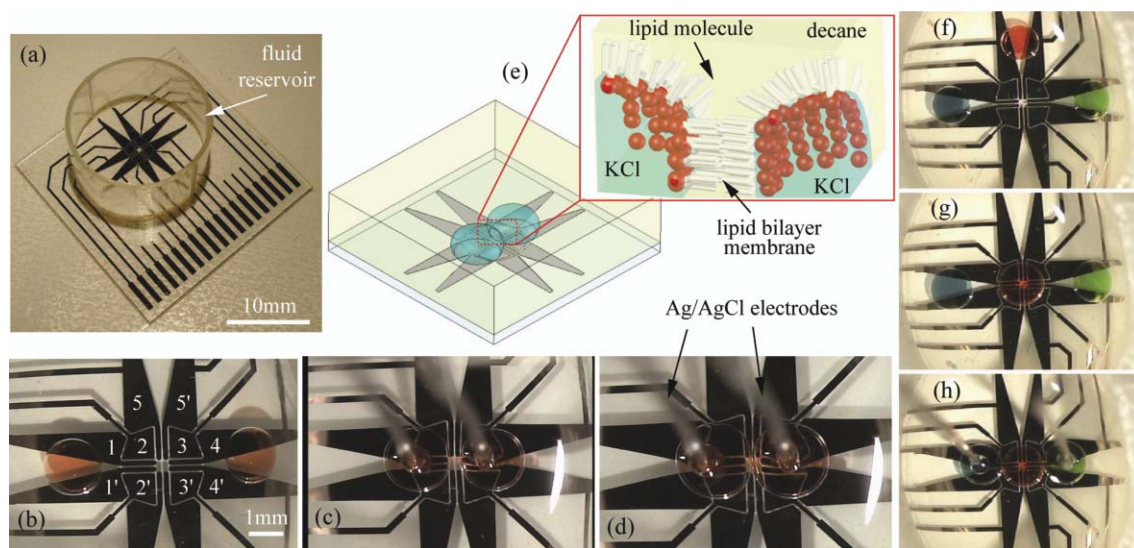 (a)
fluid
reservoir
10mm
(e)
lipid molecule
decane
KCl
KCl
lipid bilayer
membrane
Ag/AgCl electrodes
5
5'
1
2
3
4
1'
2'
3'
4'
(b)
1mm
(c)
(d)
(f)
(g)
(h)